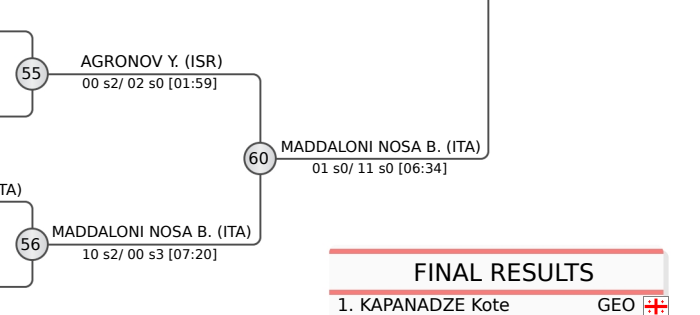 55
AGRONOV Y. (ISR)
00 s2/ 02 s0 [01:59]
60
MADDALONI NOSA B. (ITA)
01 s0/ 11 s0 [06:34]
TA)
56
MADDALONI NOSA B. (ITA)
10 s2/ 00 s3 [07:20]
FINAL RESULTS
1. KAPANADZE Kote GEO